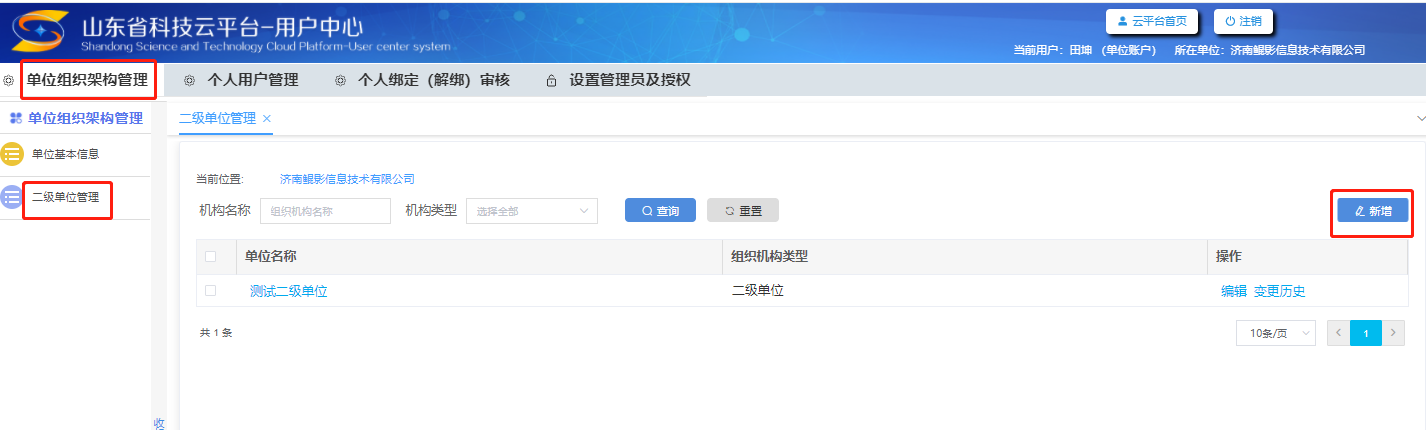 山东省科技云平台-用户中心
Shandong Science and Technology Cloud Platform-User center system
云平台首页 注销
当前用户：田坤 （单位账户） 所在单位：济南鲲影信息技术有限公司
单位组织架构管理 个人用户管理 个人绑定（解绑）审核 设置管理员及授权
单位组织架构管理
二级单位管理 ×
单位基本信息
二级单位管理
当前位置: 济南鲲影信息技术有限公司
机构名称 组织机构名称 机构类型 选择全部 查询 重置 新增
单位名称 组织机构类型 操作
测试二级单位 二级单位 编辑 变更历史
共 1 条 10条/页 < 1 >
收